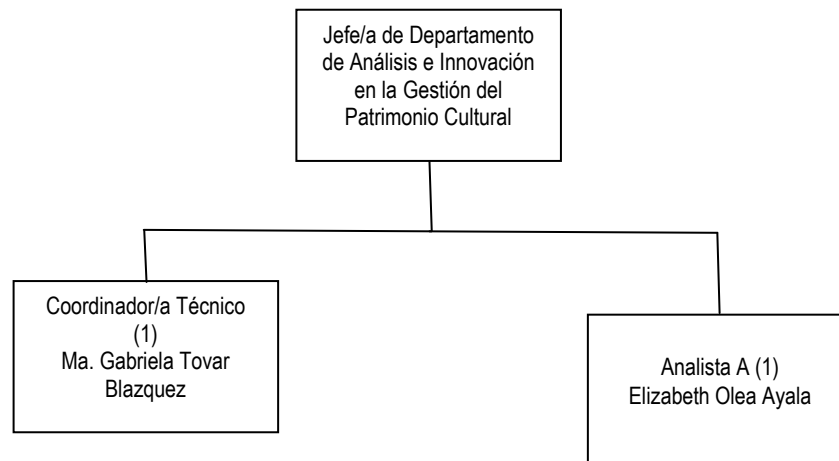 Jefe/a de Departamento
de Análisis e Innovación
en la Gestión del
Patrimonio Cultural
Coordinador/a Técnico
(1)
Ma. Gabriela Tovar
Blazquez
Analista A (1)
Elizabeth Olea Ayala